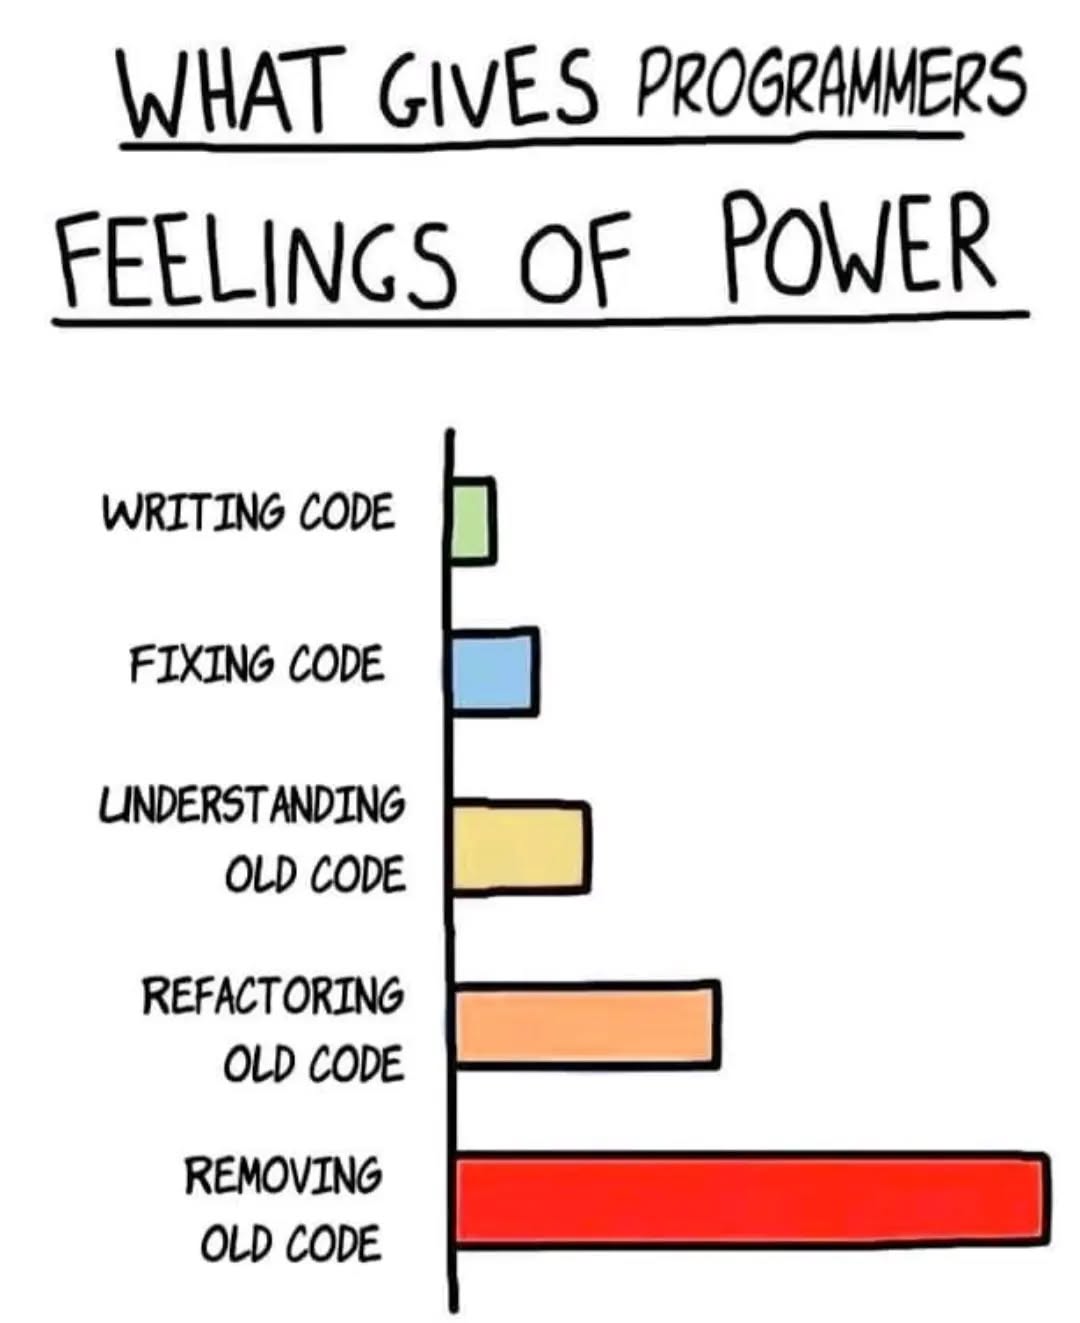 WHAT GIVES PROGRAMMERS
FEELINGS OF POWER
WRITING CODE
FIXING CODE
UNDERSTANDING
OLD CODE
REFACTORING
OLD CODE
REMOVING
OLD CODE